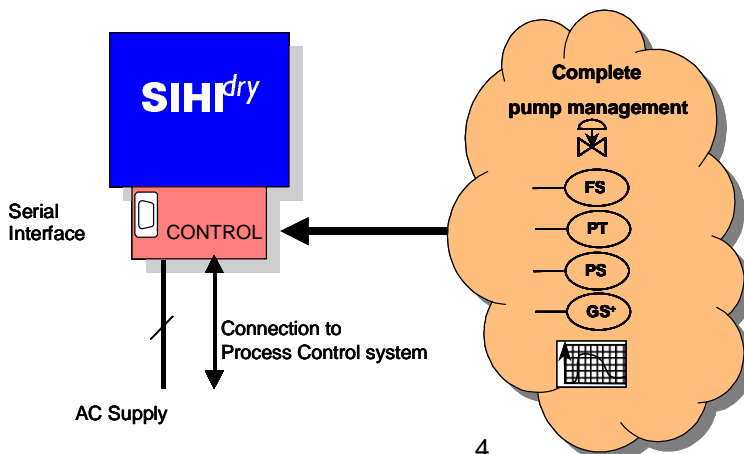 SIHIdry
Serial
Interface
CONTROL
Connection to
Process Control system
AC Supply
Complete
pump management
FS
PT
PS
GS+
4